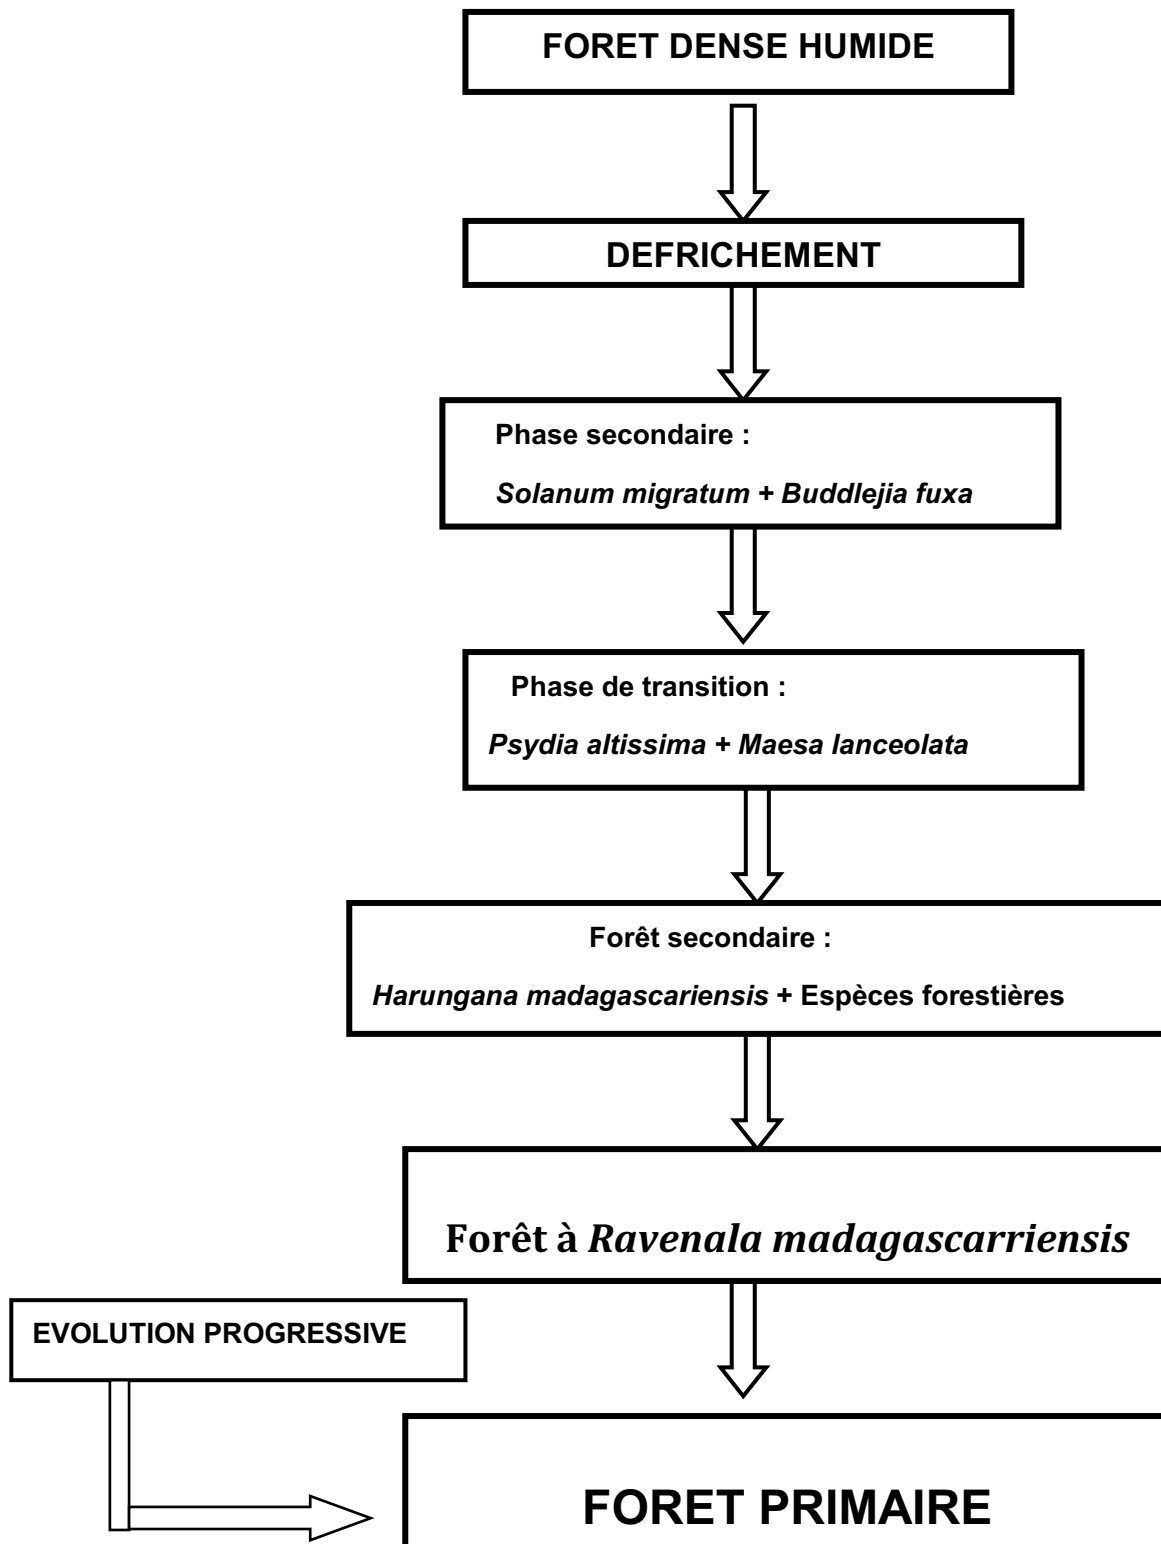 FORET DENSE HUMIDE
DEFRICHEMENT
Phase secondaire :
Solanum migratum + Buddlejia fuxa
Phase de transition :
Psydia altissima + Maesa lanceolata
Forêt secondaire :
Harungana madagascariensis + Espèces forestières
Forêt à Ravenala madagascarriensis
EVOLUTION PROGRESSIVE
FORET PRIMAIRE